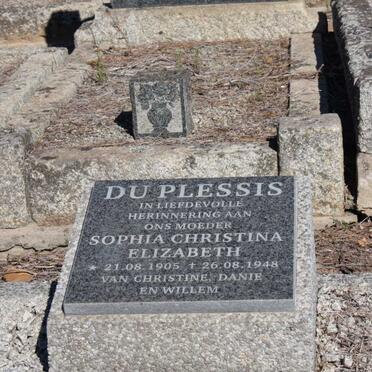 DU PLESSIS
IN LIEFDEVOLLE
HERINNERING AAN
ONS MOEDER
SOPHIA CHRISTINA
ELIZABETH
* 21.08.1905 + 26.08.1948
VAN CHRISTINE, DANIE
EN WILLEM